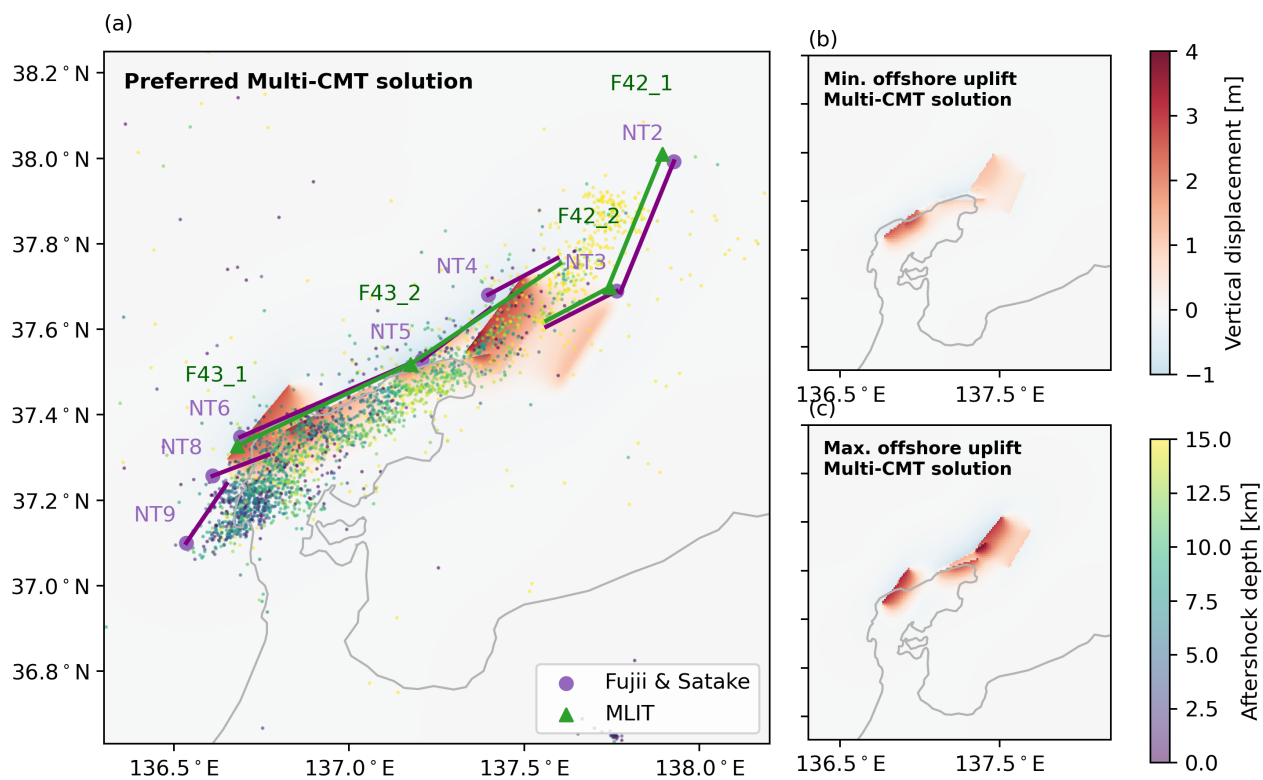 (a)
Preferred Multi-CMT solution
38.2°N
38.0°N
37.8°N
37.6°N
37.4°N
37.2°N
37.0°N
36.8°N
136.5°E
137.0°E
137.5°E
138.0°E
F42_1
NT2
F42_2
NT3
NT4
F43_2
NT5
F43_1
NT6
NT8
NT9
Fujii & Satake
MLIT
(b)
Min. offshore uplift
Multi-CMT solution
136.5°E
137.5°E
(c)
Max. offshore uplift
Multi-CMT solution
136.5°E
137.5°E
4
3
2
1
0
−1
Vertical displacement [m]
15.0
12.5
10.0
7.5
5.0
2.5
0.0
Aftershock depth [km]